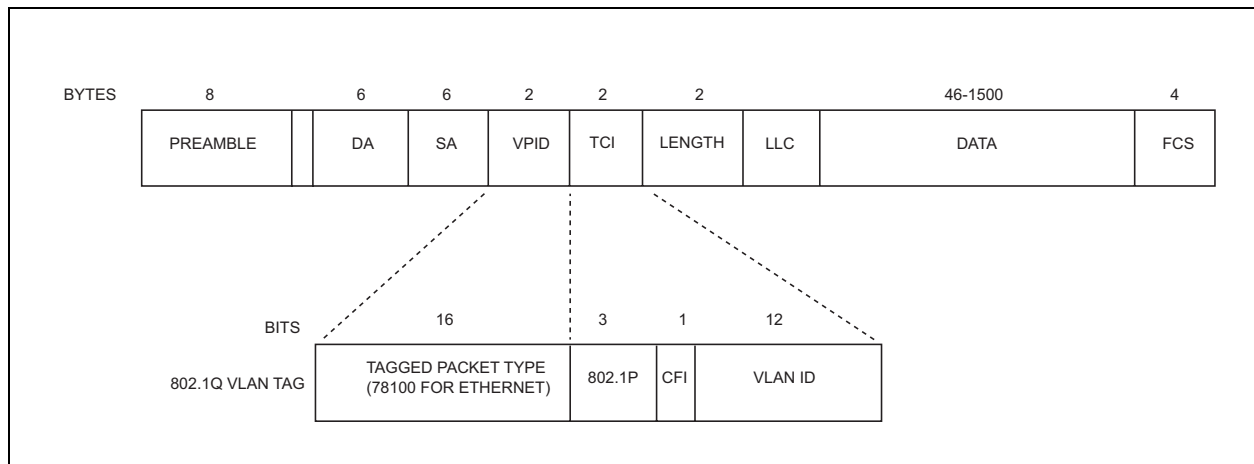 BYTES 8 6 6 2 2 2 46-1500 4
PREAMBLE DA SA VPID TCI LENGTH LLC DATA FCS
BITS 16 3 1 12
802.1Q VLAN TAG TAGGED PACKET TYPE
(78100 FOR ETHERNET) 802.1P CFI VLAN ID